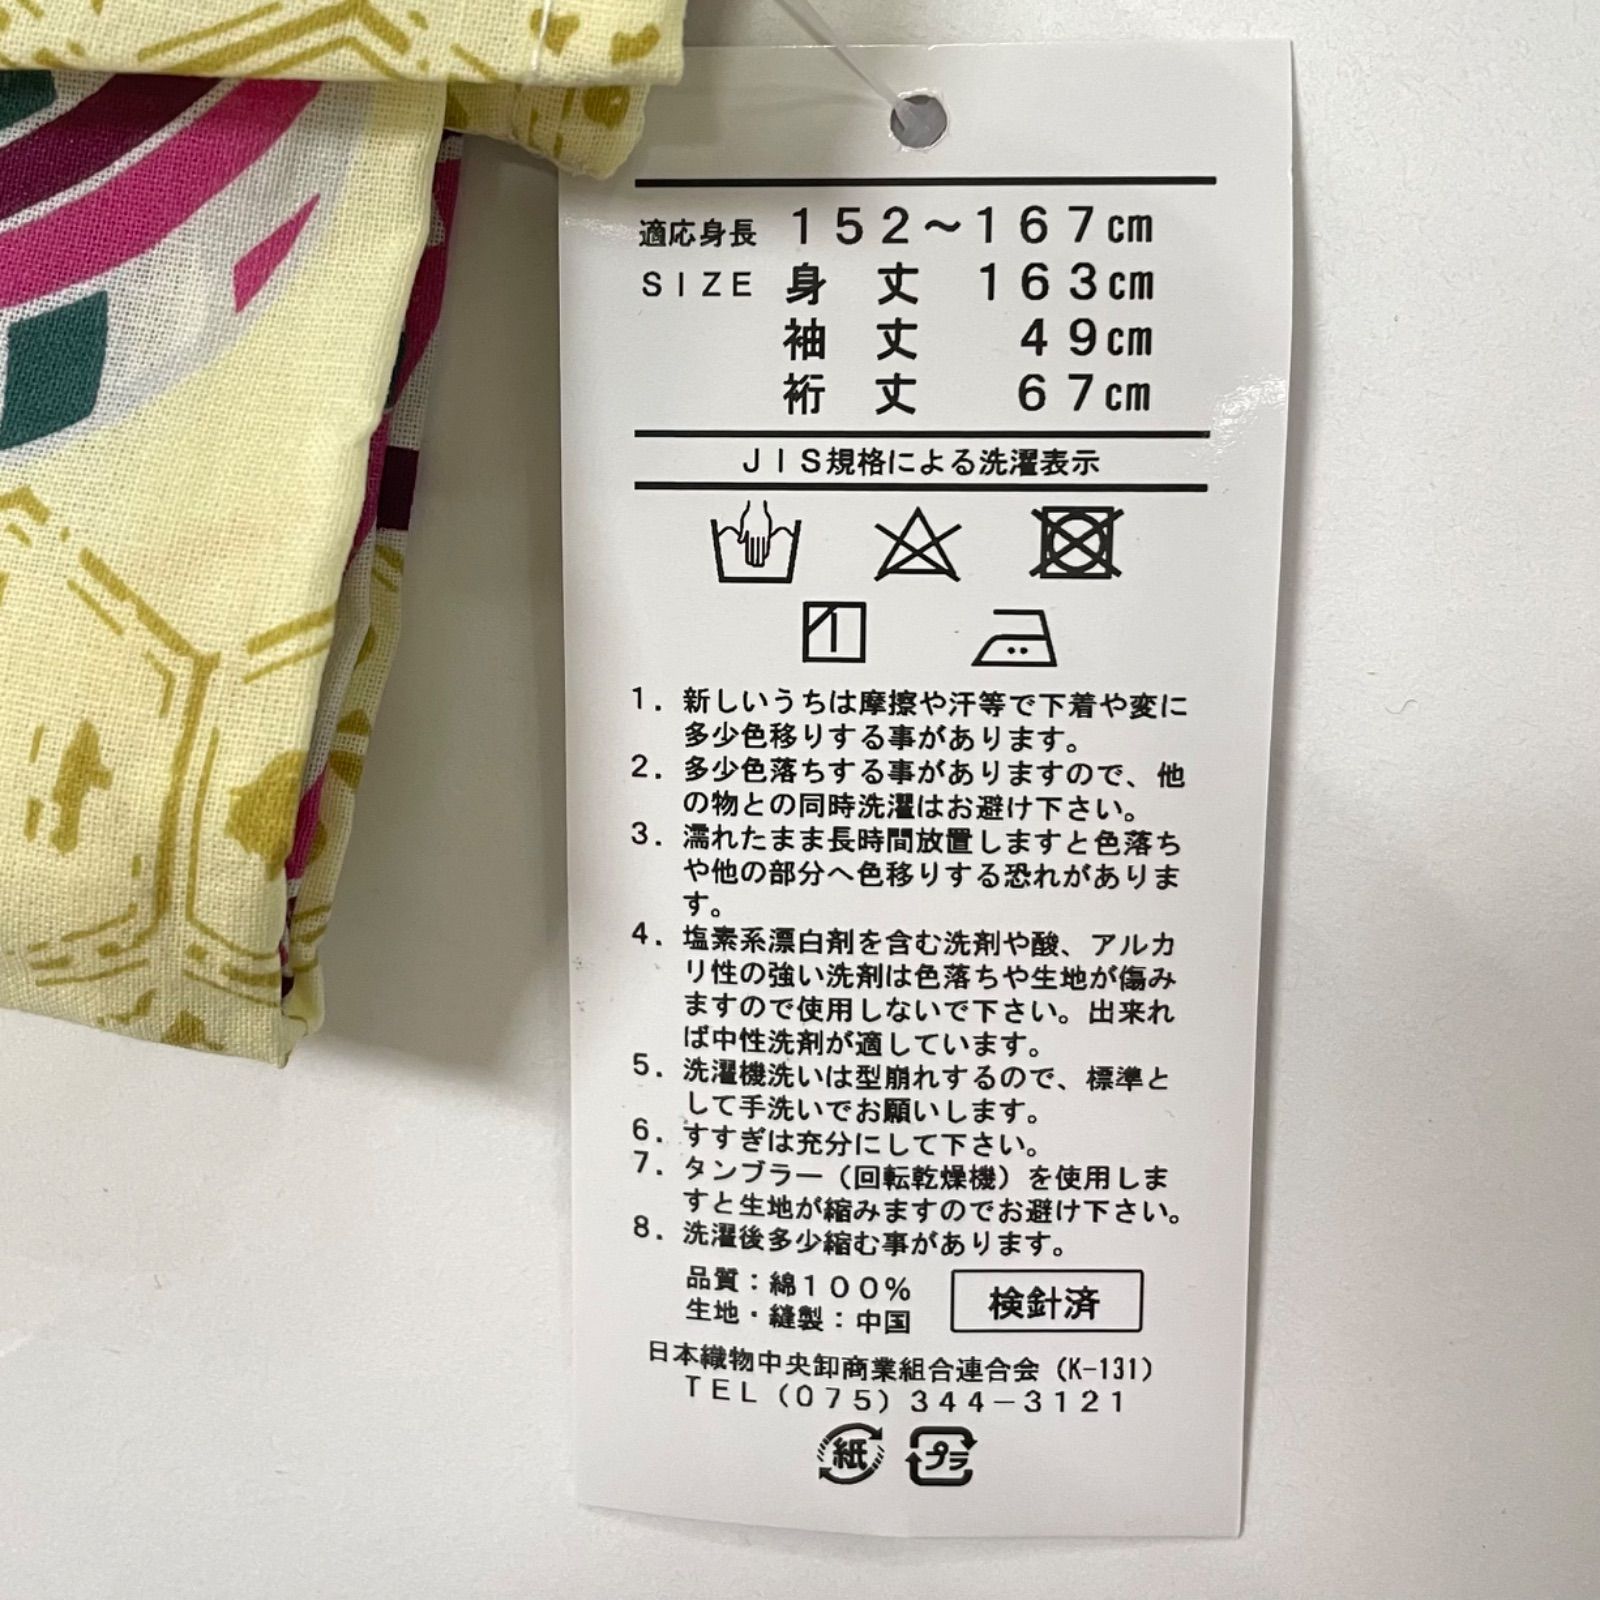 適応身長 152～167cm
SIZE 身丈 163cm
袖丈 49cm
裄丈 67cm
JIS規格による洗濯表示
1. 新しいうちは摩擦や汗等で下着や変に
多少色移りする事があります。
2. 多少色落ちする事がありますので、他
の物との同時洗濯はお避け下さい。
3. 濡れたまま長時間放置しますと色落ち
や他の部分へ色移りする恐れがありま
す。
4. 塩素系漂白剤を含む洗剤や酸、アルカ
リ性の強い洗剤は色落ちや生地が傷み
ますので使用しないで下さい。出来れ
ば中性洗剤が適しています。
5. 洗濯機洗いは型崩れするので、標準と
して手洗いでお願いします。
6. すすぎは充分にして下さい。
7. タンブラー（回転乾燥機）を使用しま
すと生地が縮みますのでお避け下さい。
8. 洗濯後多少縮む事があります。
品質：綿100%
生地・縫製：中国
検針済
日本織物中央卸商業組合連合会（K-131）
TEL（075）344－3121
紙 プラ